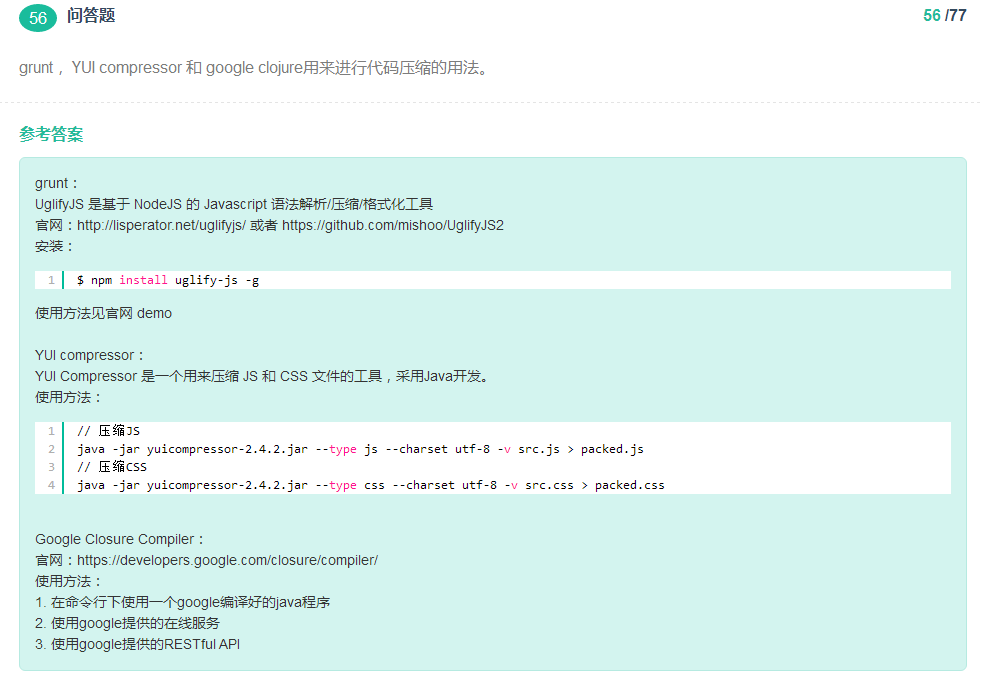 56 问答题 56 /77
grunt， YUI compressor 和 google clojure用来进行代码压缩的用法。
参考答案
grunt：
UglifyJS 是基于 NodeJS 的 Javascript 语法解析/压缩/格式化工具
官网：http://lisperator.net/uglifyjs/ 或者 https://github.com/mishoo/UglifyJS2
安装：
1 $ npm install uglify-js -g
使用方法见官网 demo
YUI compressor：
YUI Compressor 是一个用来压缩 JS 和 CSS 文件的工具，采用Java开发。
使用方法：
1 // 压缩JS
2 java -jar yuicompressor-2.4.2.jar --type js --charset utf-8 -v src.js > packed.js
3 // 压缩CSS
4 java -jar yuicompressor-2.4.2.jar --type css --charset utf-8 -v src.css > packed.css
Google Closure Compiler：
官网：https://developers.google.com/closure/compiler/
使用方法：
1. 在命令行下使用一个google编译好的java程序
2. 使用google提供的在线服务
3. 使用google提供的RESTful API